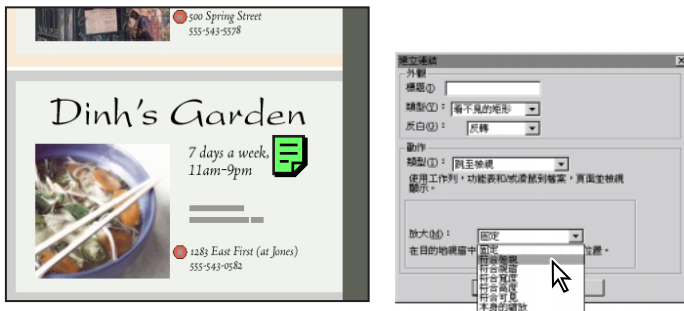 500 Spring Street
555-543-5578
Dinh's Garden
7 days a week,
11am-9pm
1283 East First (at Jones)
555-543-0582
建立連結
外觀
標題(I)
類型(Y)： 看不見的矩形
反白(G)： 反轉
動作
類型(T)： 跳至檢視
使用工作列，功能表和/或滑鼠到檔案，頁面並檢視
顯示。
放大(M)： 固定
在目的地視窗中
位置。
固定
符合視窗
符合寬度
符合高度
符合可見
本身的縮放